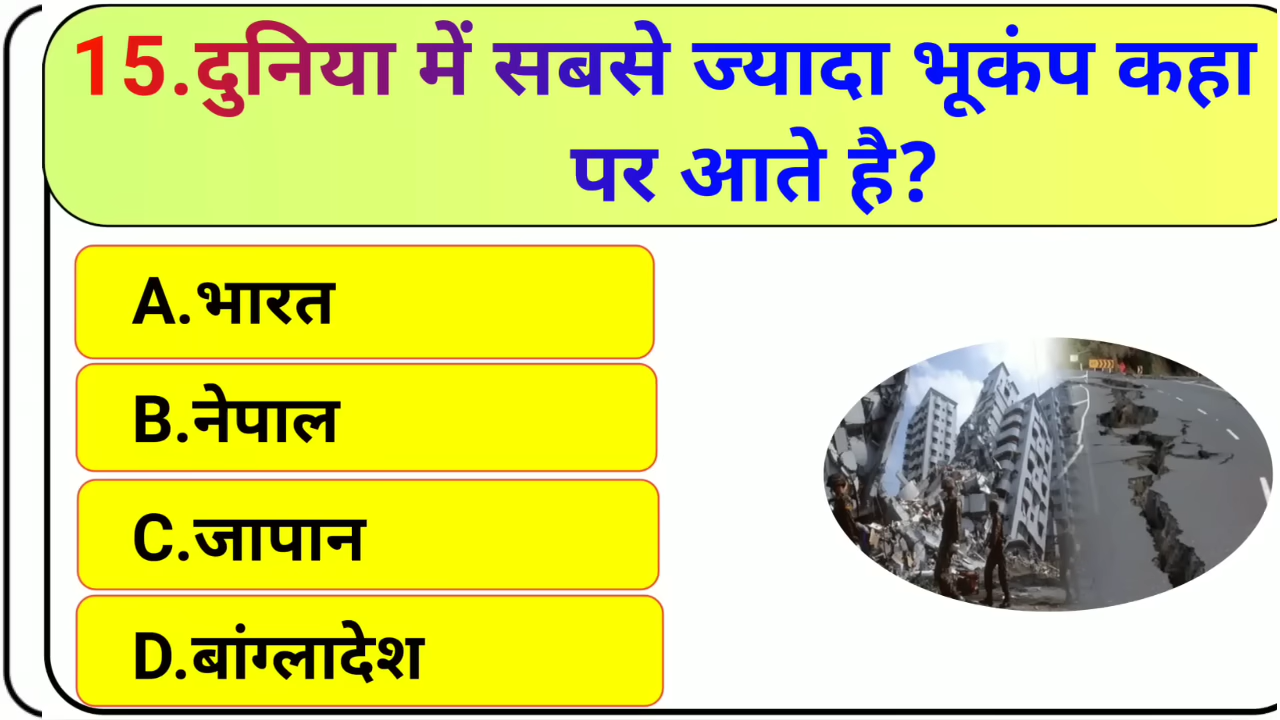 15.दुनिया में सबसे ज्यादा भूकंप कहा
पर आते है?
A.भारत
B.नेपाल
C.जापान
D.बांग्लादेश